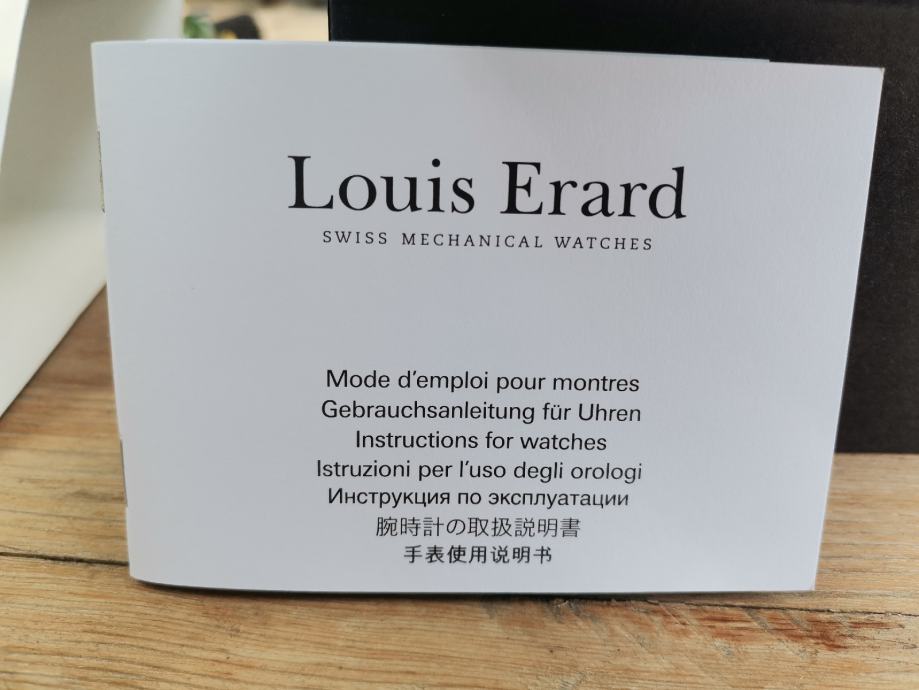 Louis Erard
SWISS MECHANICAL WATCHES
Mode d'emploi pour montres
Gebrauchsanleitung für Uhren
Instructions for watches
Istruzioni per l'uso degli orologi
Инструкция по эксплуатации
腕時計の取扱説明書
手表使用说明书